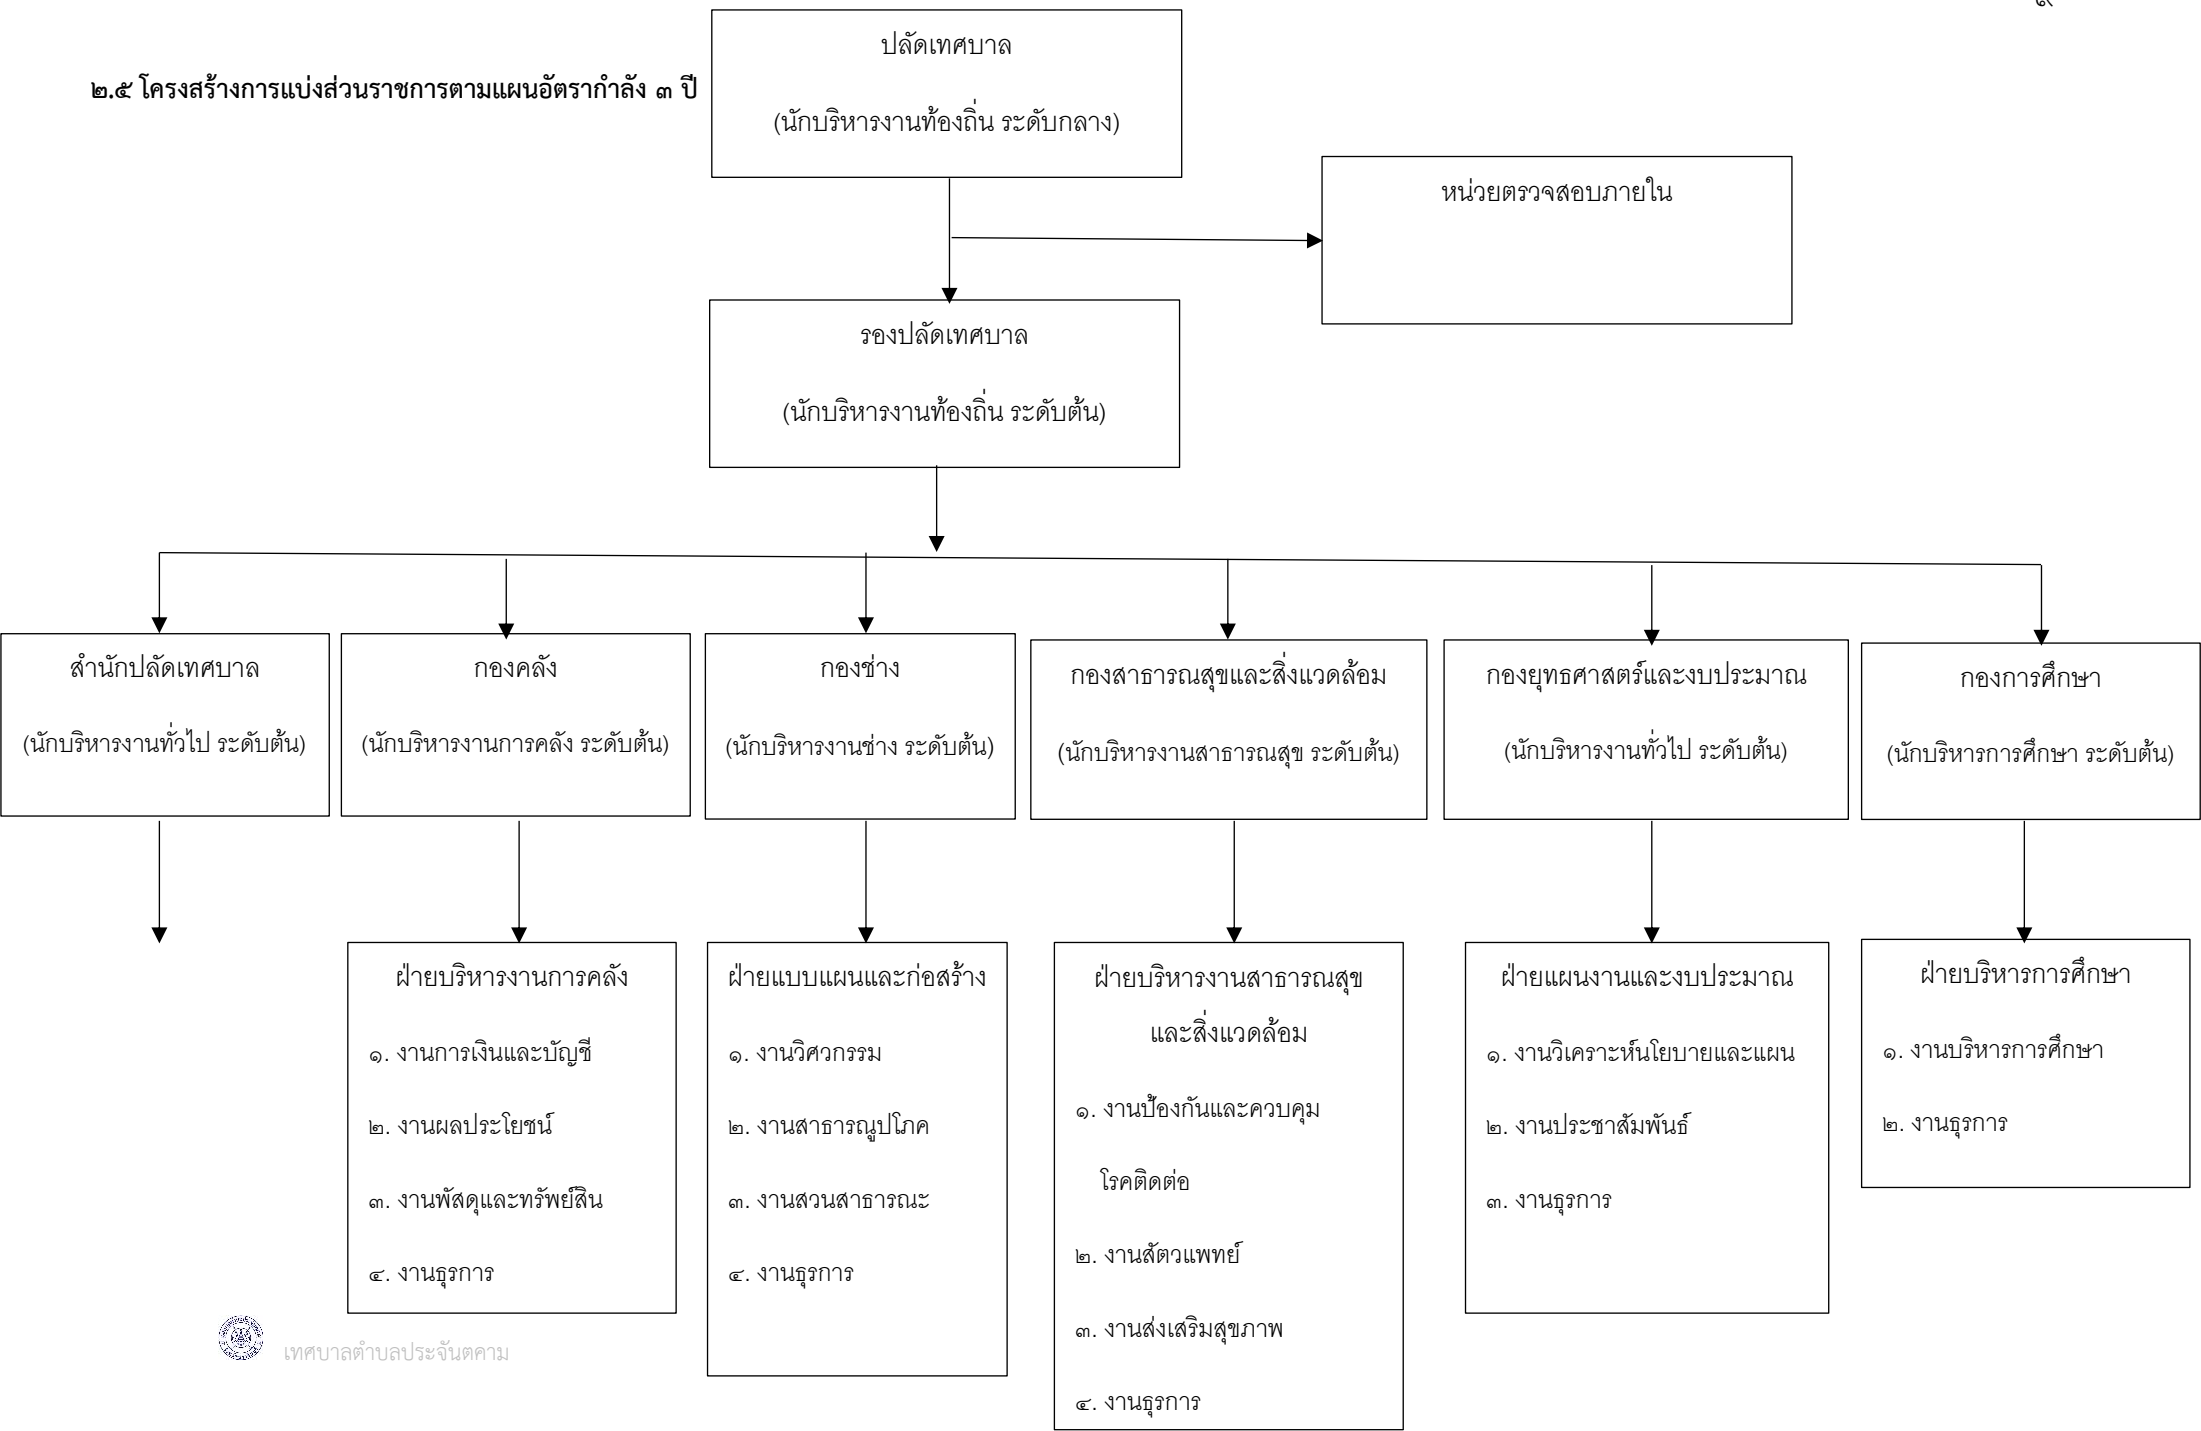 ๙
ปลัดเทศบาล
๒.๕ โครงสร้างการแบ่งส่วนราชการตามแผนอัตรากำลัง ๓ ปี
(นักบริหารงานท้องถิ่น ระดับกลาง)
หน่วยตรวจสอบภายใน
รองปลัดเทศบาล
(นักบริหารงานท้องถิ่น ระดับต้น)
สำนักปลัดเทศบาล
(นักบริหารงานทั่วไป ระดับต้น)
กองคลัง
(นักบริหารงานการคลัง ระดับต้น)
กองช่าง
(นักบริหารงานช่าง ระดับต้น)
กองสาธารณสุขและสิ่งแวดล้อม
(นักบริหารงานสาธารณสุข ระดับต้น)
กองยุทธศาสตร์และงบประมาณ
(นักบริหารงานทั่วไป ระดับต้น)
กองการศึกษา
(นักบริหารการศึกษา ระดับต้น)
ฝ่ายบริหารงานการคลัง
๑. งานการเงินและบัญชี
๒. งานผลประโยชน์
๓. งานพัสดุและทรัพย์สิน
๔. งานธุรการ
ฝ่ายแบบแผนและก่อสร้าง
๑. งานวิศวกรรม
๒. งานสาธารณูปโภค
๓. งานสวนสาธารณะ
๔. งานธุรการ
ฝ่ายบริหารงานสาธารณสุข
และสิ่งแวดล้อม
๑. งานป้องกันและควบคุม
โรคติดต่อ
๒. งานสัตวแพทย์
๓. งานส่งเสริมสุขภาพ
๔. งานธุรการ
ฝ่ายแผนงานและงบประมาณ
๑. งานวิเคราะห์นโยบายและแผน
๒. งานประชาสัมพันธ์
๓. งานธุรการ
ฝ่ายบริหารการศึกษา
๑. งานบริหารการศึกษา
๒. งานธุรการ
เทศบาลตำบลประจันตคาม